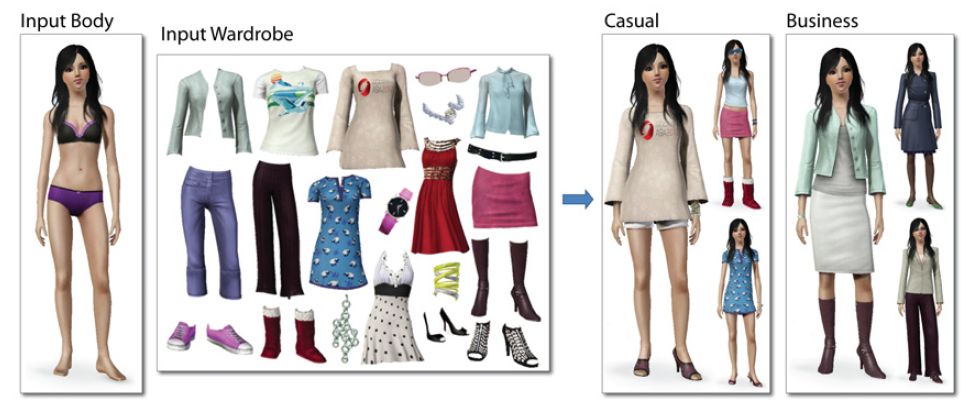 Input Body
Input Wardrobe
Casual
Business